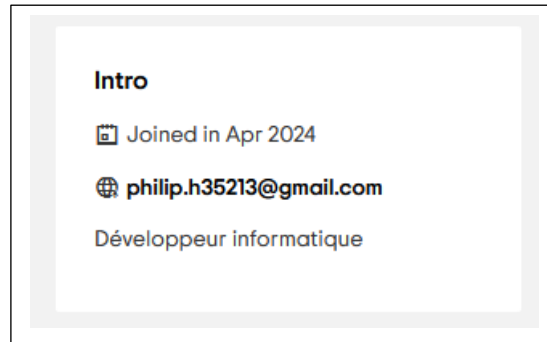 Intro
Joined in Apr 2024
philip.h35213@gmail.com
Développeur informatique